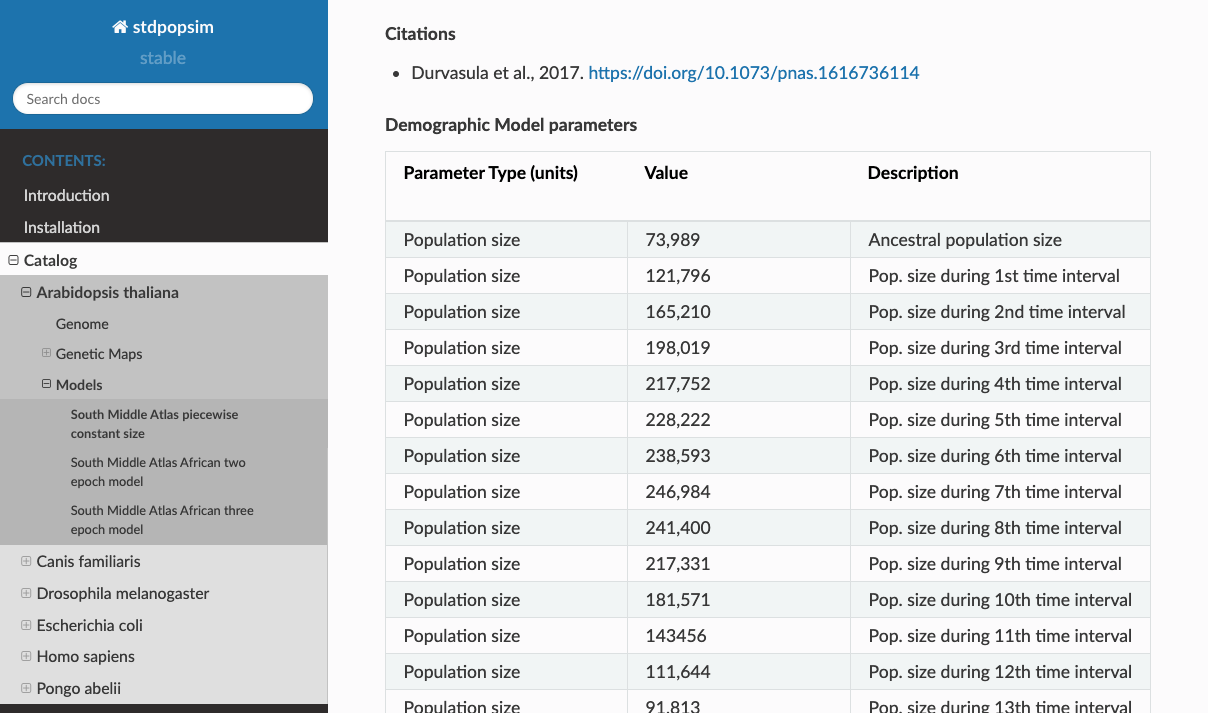 stdpopsim
stable
Search docs
CONTENTS:
Introduction
Installation
Catalog
Arabidopsis thaliana
Genome
Genetic Maps
Models
South Middle Atlas piecewise
constant size
South Middle Atlas African two
epoch model
South Middle Atlas African three
epoch model
Canis familiaris
Drosophila melanogaster
Escherichia coli
Homo sapiens
Pongo abelii
Citations
• Durvasula et al., 2017. https://doi.org/10.1073/pnas.1616736114
Demographic Model parameters
Parameter Type (units) Value Description
Population size 73,989 Ancestral population size
Population size 121,796 Pop. size during 1st time interval
Population size 165,210 Pop. size during 2nd time interval
Population size 198,019 Pop. size during 3rd time interval
Population size 217,752 Pop. size during 4th time interval
Population size 228,222 Pop. size during 5th time interval
Population size 238,593 Pop. size during 6th time interval
Population size 246,984 Pop. size during 7th time interval
Population size 241,400 Pop. size during 8th time interval
Population size 217,331 Pop. size during 9th time interval
Population size 181,571 Pop. size during 10th time interval
Population size 143456 Pop. size during 11th time interval
Population size 111,644 Pop. size during 12th time interval
Population size 91,813 Pop. size during 13th time interval